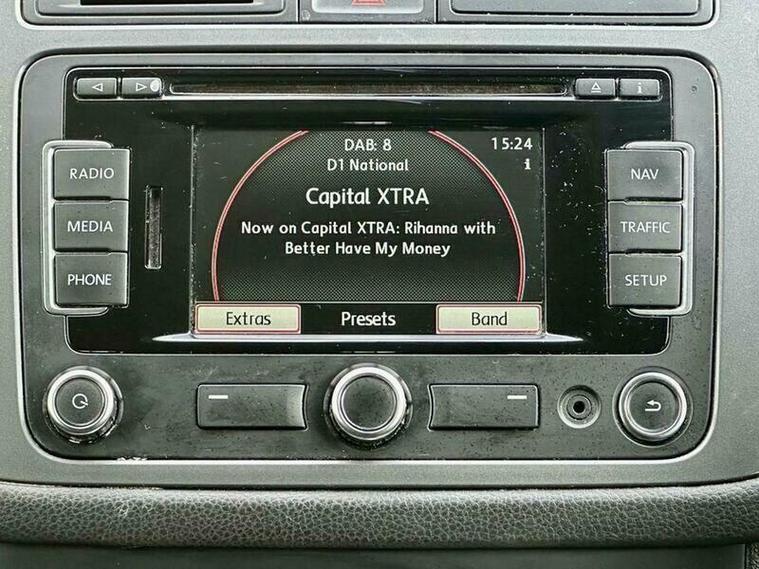 DAB: 8
15:24
D1 National
i
Capital XTRA
Now on Capital XTRA: Rihanna with
Better Have My Money
Extras
Presets
Band
RADIO
MEDIA
PHONE
NAV
TRAFFIC
SETUP
i